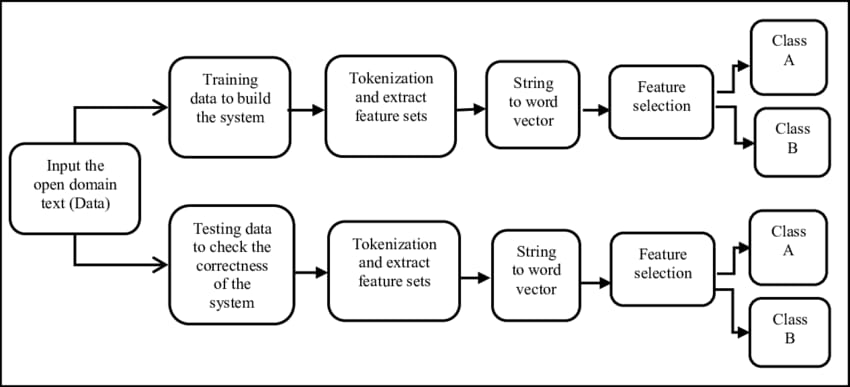 Input the
open domain
text (Data)
Training
data to build
the system
Tokenization
and extract
feature sets
String
to word
vector
Feature
selection
Class
A
Class
B
Testing data
to check the
correctness
of the
system
Tokenization
and extract
feature sets
String
to word
vector
Feature
selection
Class
A
Class
B